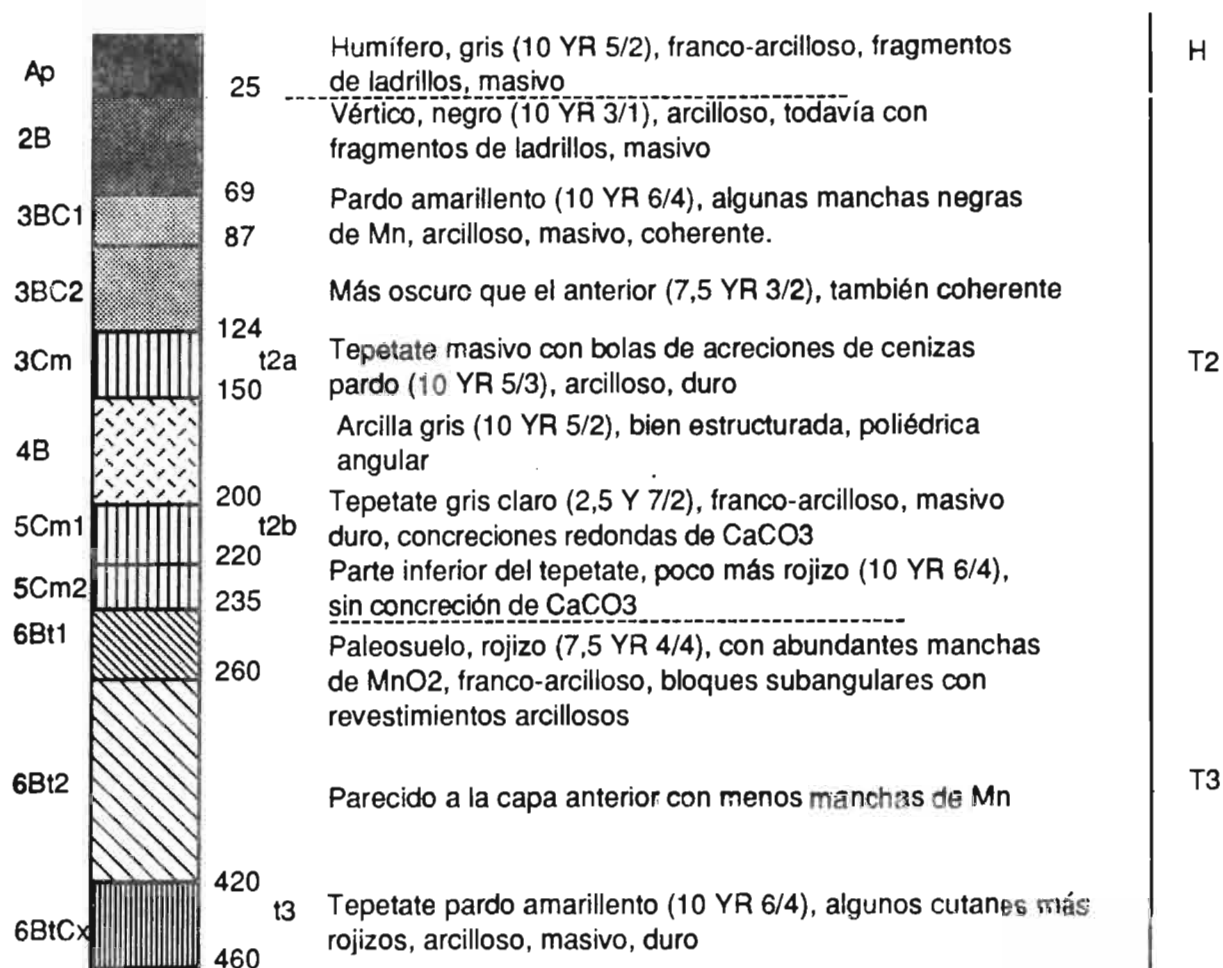 Ap
Humífero, gris (10 YR 5/2), franco-arcilloso, fragmentos
de ladrillos, masivo
25
H
2B
Vértico, negro (10 YR 3/1), arcilloso, todavía con
fragmentos de ladrillos, masivo
69
3BC1
Pardo amarillento (10 YR 6/4), algunas manchas negras
de Mn, arcilloso, masivo, coherente.
87
3BC2
Más oscuro que el anterior (7,5 YR 3/2), también coherente
124
3Cm
t2a
Tepetate masivo con bolas de acreciones de cenizas
pardo (10 YR 5/3), arcilloso, duro
T2
150
4B
Arcilla gris (10 YR 5/2), bien estructurada, poliédrica
angular
200
5Cm1
t2b
Tepetate gris claro (2,5 Y 7/2), franco-arcilloso, masivo
duro, concreciones redondas de CaCO3
220
5Cm2
Parte inferior del tepetate, poco más rojizo (10 YR 6/4),
sin concreción de CaCO3
235
6Bt1
Paleosuelo, rojizo (7,5 YR 4/4), con abundantes manchas
de MnO2, franco-arcilloso, bloques subangulares con
revestimientos arcillosos
260
6Bt2
Parecido a la capa anterior con menos manchas de Mn
T3
420
6BtCx
t3
Tepetate pardo amarillento (10 YR 6/4), algunos cutanes más
rojizos, arcilloso, masivo, duro
460